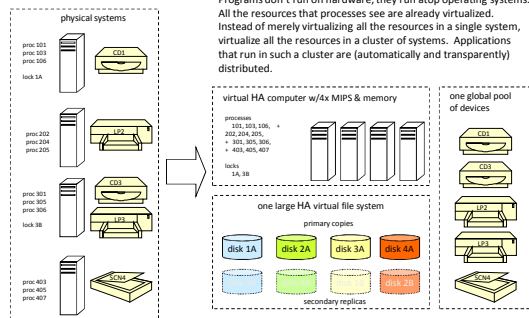 Programs don't run on hardware, they run atop operating systems.
All the resources that processes see are already virtualized.
Instead of merely virtualizing all the resources in a single system,
virtualize all the resources in a cluster of systems. Applications
that run in such a cluster are (automatically and transparently)
distributed.
physical systems
proc 101
proc 103
proc 106
lock 1A
CD1
proc 202
proc 204
proc 205
LP2
proc 301
proc 305
proc 306
lock 3B
CD3
LP3
proc 403
proc 405
proc 407
SCN4
virtual HA computer w/4x MIPS & memory
processes
101, 103, 106, +
202, 204, 205,
+ 301, 305, 306,
+ 403, 405, 407
locks
1A, 3B
one large HA virtual file system
primary copies
disk 1A
disk 2A
disk 3A
disk 4A
disk 2B
secondary replicas
one global pool
of devices
CD1
CD3
LP2
LP3
SCN4